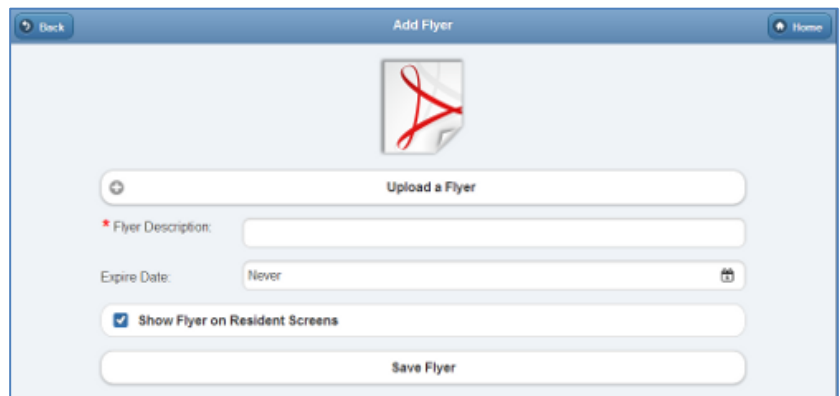 Back
Add Flyer
Home
Upload a Flyer
* Flyer Description:
Expire Date:
Never
Show Flyer on Resident Screens
Save Flyer